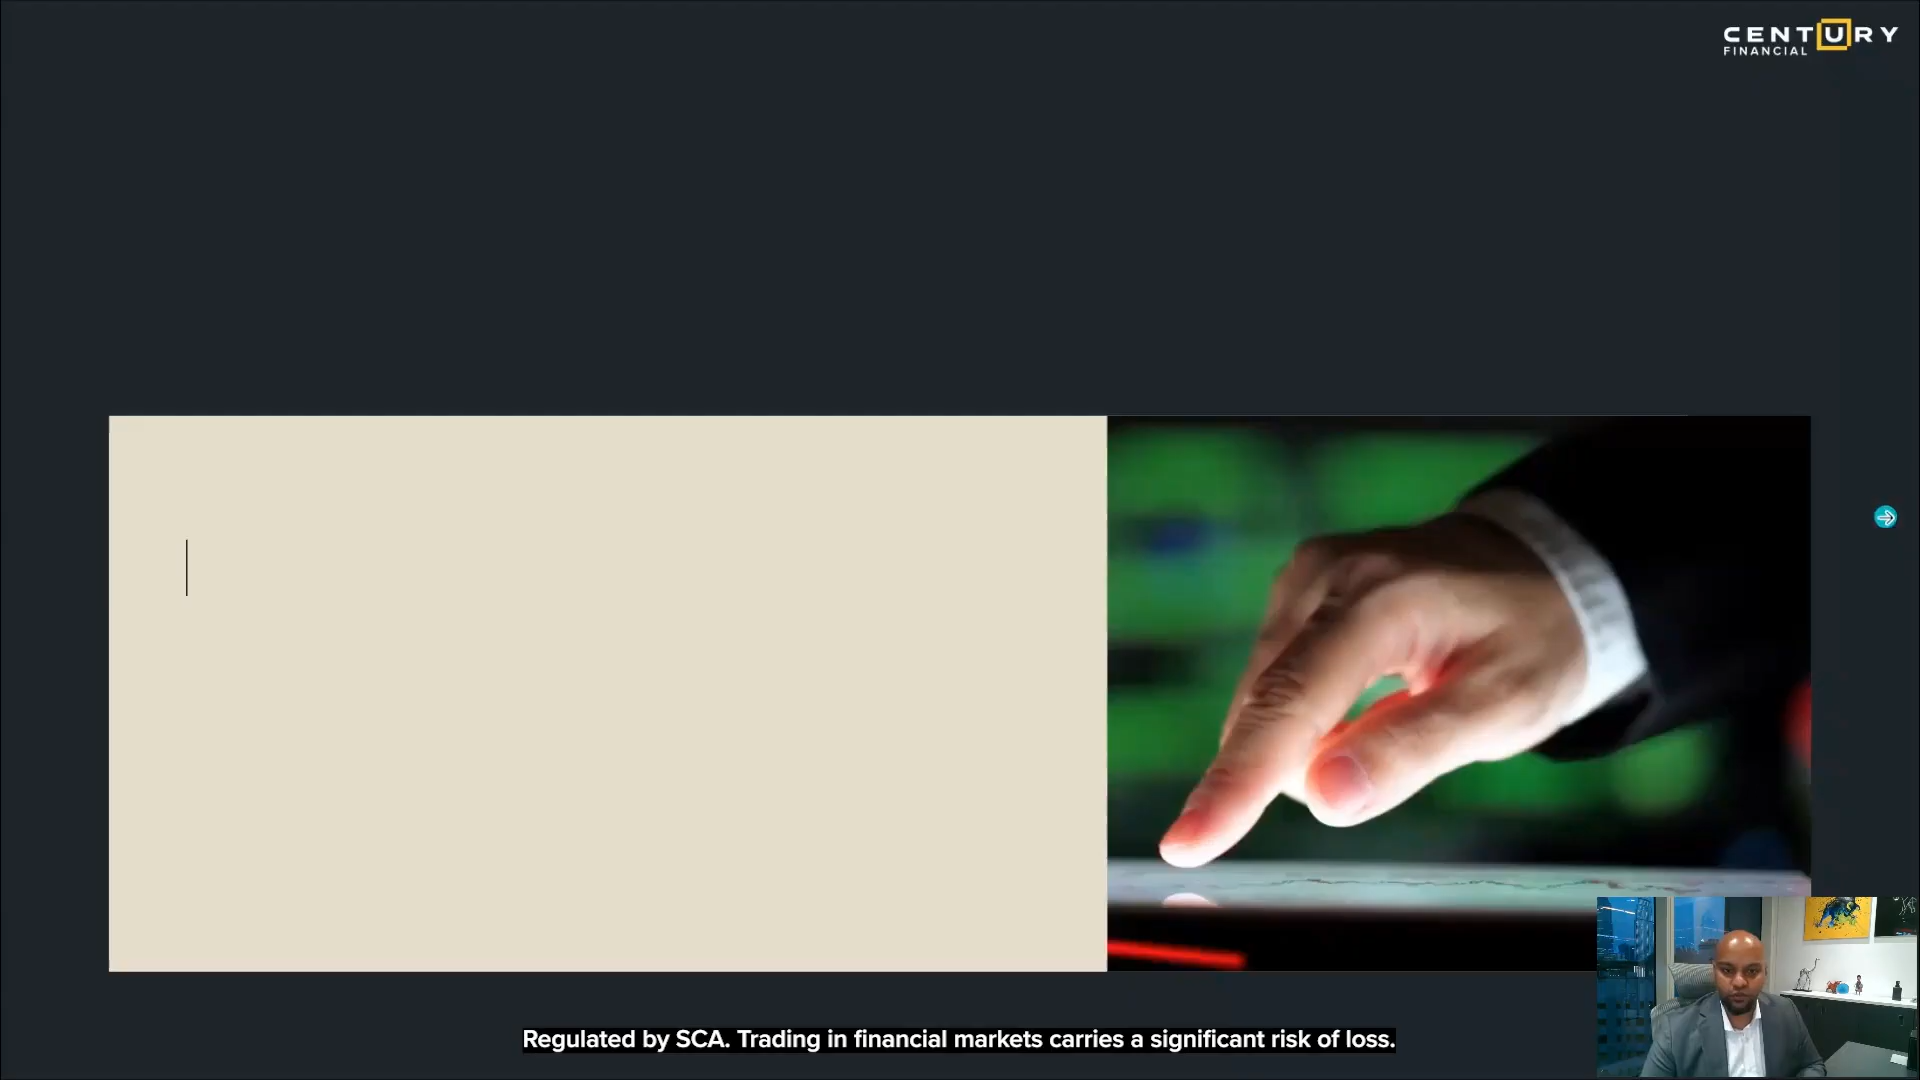 CENTURY
FINANCIAL
Regulated by SCA. Trading in financial markets carries a significant risk of loss.